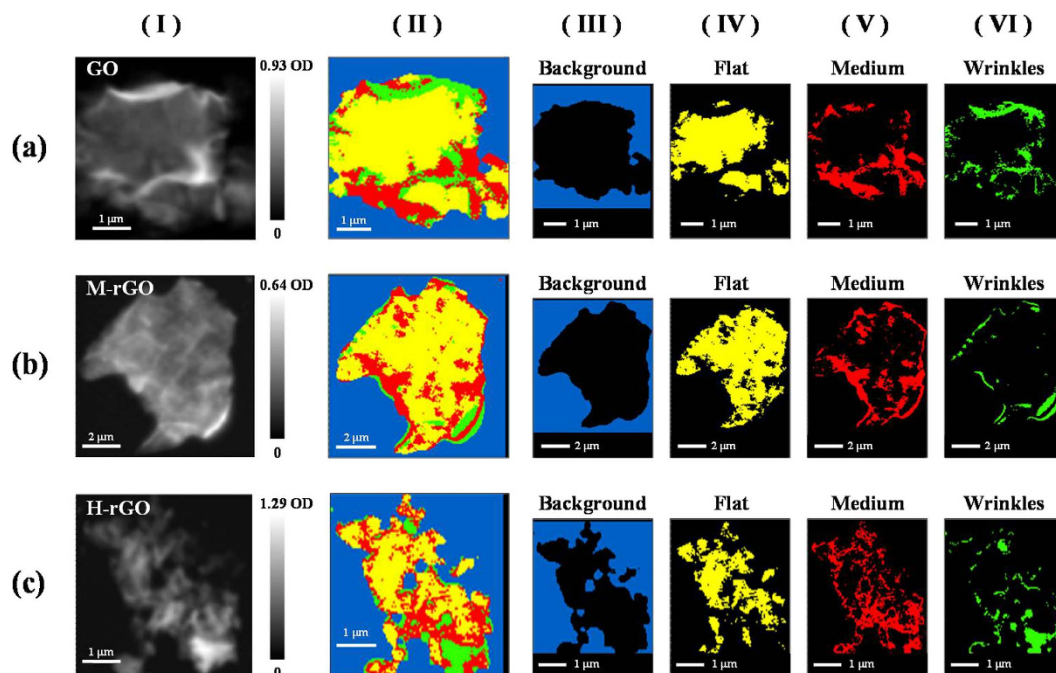 ( I ) ( II ) ( III ) ( IV ) ( V ) ( VI )
(a)
GO
1 µm
0.93 OD
0
1 µm
Background
1 µm
Flat
1 µm
Medium
1 µm
Wrinkles
1 µm
(b)
M-rGO
2 µm
0.64 OD
0
2 µm
Background
2 µm
Flat
2 µm
Medium
2 µm
Wrinkles
2 µm
(c)
H-rGO
1 µm
1.29 OD
0
1 µm
Background
1 µm
Flat
1 µm
Medium
1 µm
Wrinkles
1 µm